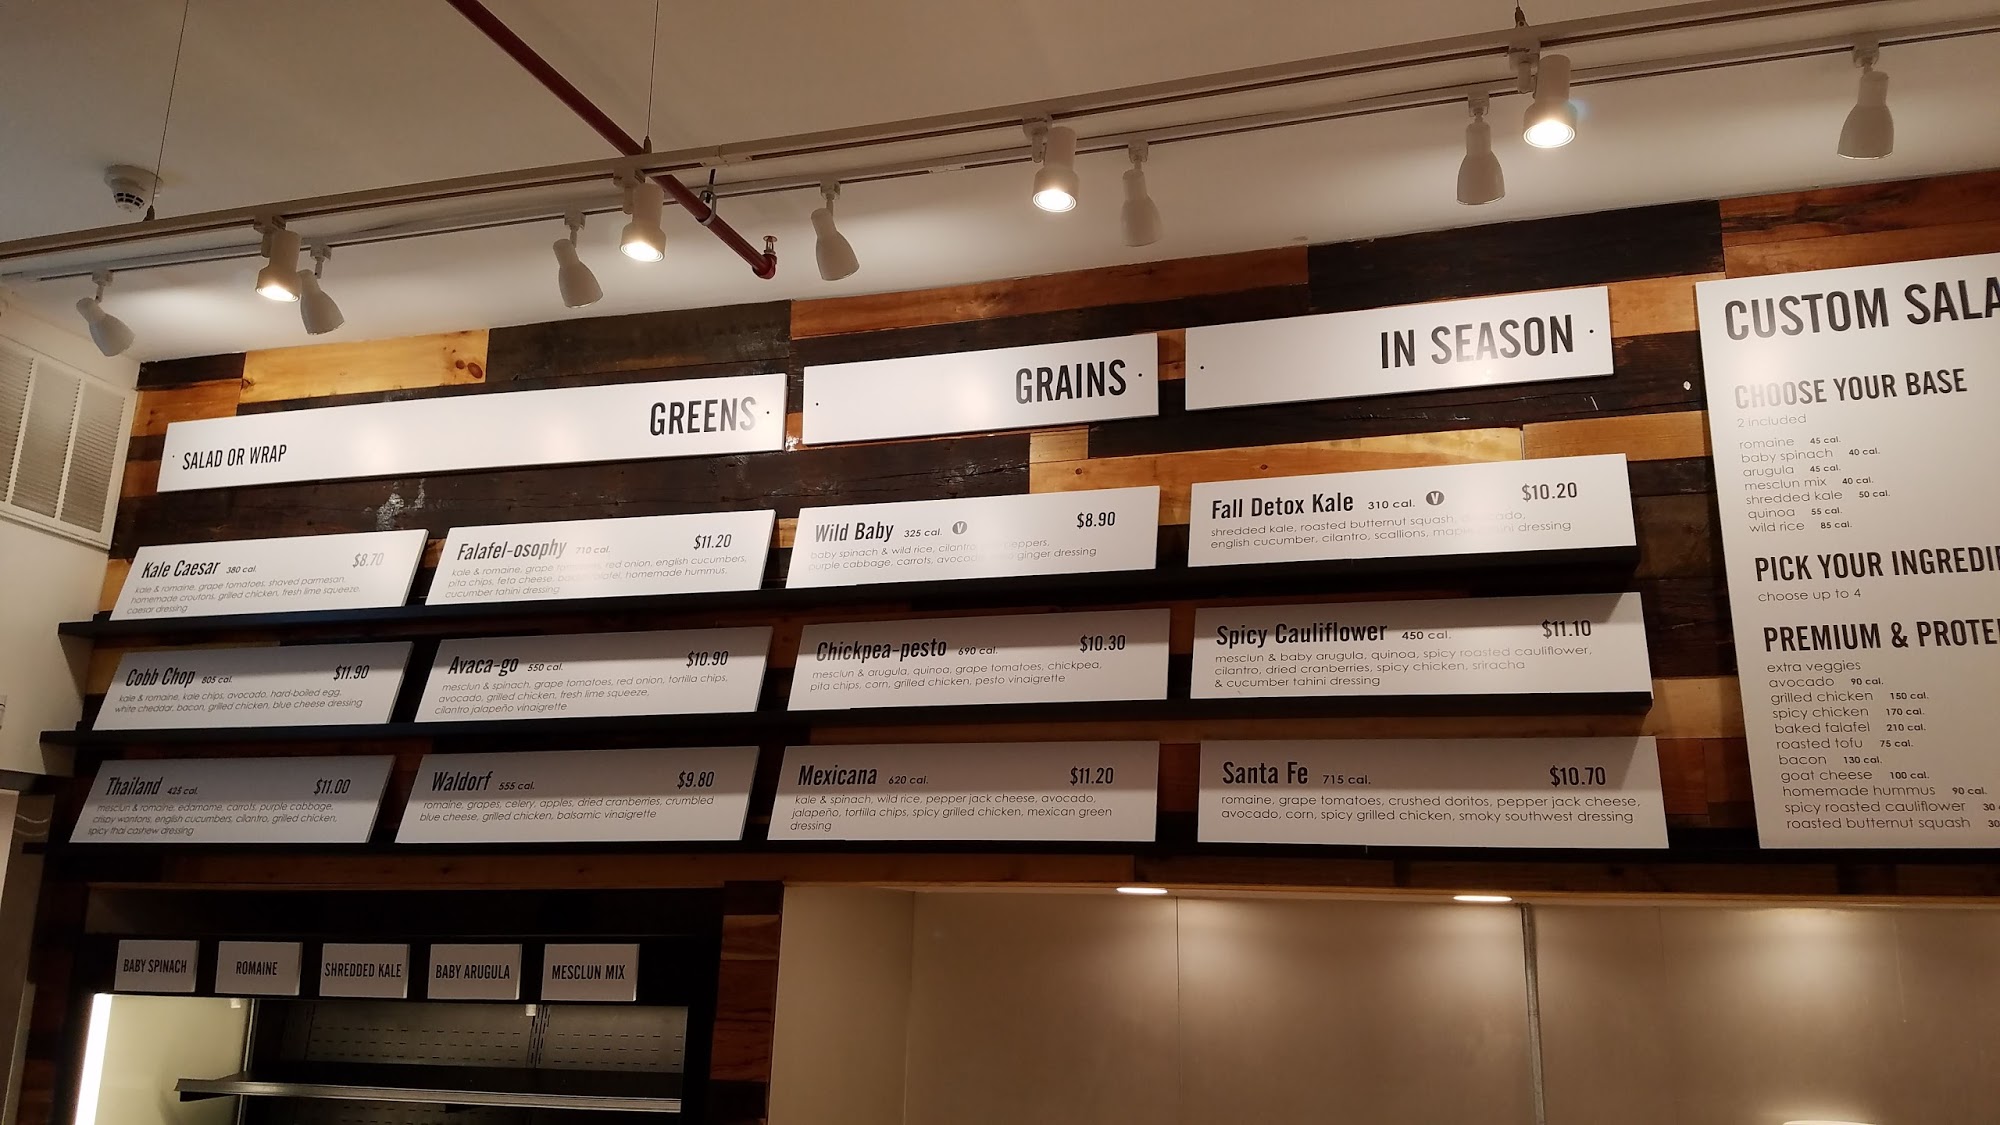 SALAD OR WRAP
GREENS
Kale Caesar 380 cal. $8.70
kale & romaine, grape tomatoes, shaved parmesan,
homemade croutons, grilled chicken, fresh lime squeeze,
caesar dressing
Falafel-osophy 710 cal. $11.20
kale & romaine, grape tomatoes, red onion, english cucumbers,
pita chips, feta cheese, baked falafel, homemade hummus,
cucumber tahini dressing
Cobb Chop 805 cal. $11.90
kale & romaine, kale chips, avocado, hard-boiled egg,
white cheddar, bacon, grilled chicken, blue cheese dressing
Avaca-go 550 cal. $10.90
mesclun & spinach, grape tomatoes, red onion, tortilla chips,
avocado, grilled chicken, fresh lime squeeze,
cilantro jalapeño vinaigrette
Thailand 425 cal. $11.00
mesclun & romaine, edamame, carrots, purple cabbage,
crispy wontons, english cucumbers, cilantro, grilled chicken,
spicy thai cashew dressing
Waldorf 555 cal. $9.80
romaine, grapes, celery, apples, dried cranberries, crumbled
blue cheese, grilled chicken, balsamic vinaigrette
GRAINS
Wild Baby 325 cal. V $8.90
baby spinach & wild rice, cilantro, peppers,
purple cabbage, carrots, avocado, ginger dressing
Chickpea-pesto 690 cal. $10.30
mesclun & arugula, quinoa, grape tomatoes, chickpea,
pita chips, corn, grilled chicken, pesto vinaigrette
Mexicana 620 cal. $11.20
kale & spinach, wild rice, pepper jack cheese, avocado,
jalapeño, tortilla chips, spicy grilled chicken, mexican green
dressing
IN SEASON
Fall Detox Kale 310 cal. V $10.20
shredded kale, roasted butternut squash, avocado,
english cucumber, cilantro, scallions, maple tahini dressing
Spicy Cauliflower 450 cal. $11.10
mesclun & baby arugula, quinoa, spicy roasted cauliflower,
cilantro, dried cranberries, spicy chicken, sriracha
& cucumber tahini dressing
Santa Fe 715 cal. $10.70
romaine, grape tomatoes, crushed doritos, pepper jack cheese,
avocado, corn, spicy grilled chicken, smoky southwest dressing
CUSTOM SALA
CHOOSE YOUR BASE
2 included
romaine 45 cal.
baby spinach 40 cal.
arugula 45 cal.
mesclun mix 40 cal.
shredded kale 50 cal.
quinoa 55 cal.
wild rice 85 cal.
PICK YOUR INGREDI
choose up to 4
PREMIUM & PROTE
extra veggies
avocado 90 cal.
grilled chicken 150 cal.
spicy chicken 170 cal.
baked falafel 210 cal.
roasted tofu 75 cal.
bacon 130 cal.
goat cheese 100 cal.
homemade hummus 90 cal.
spicy roasted cauliflower 30
roasted butternut squash 30
BABY SPINACH
ROMAINE
SHREDDED KALE
BABY ARUGULA
MESCLUN MIX